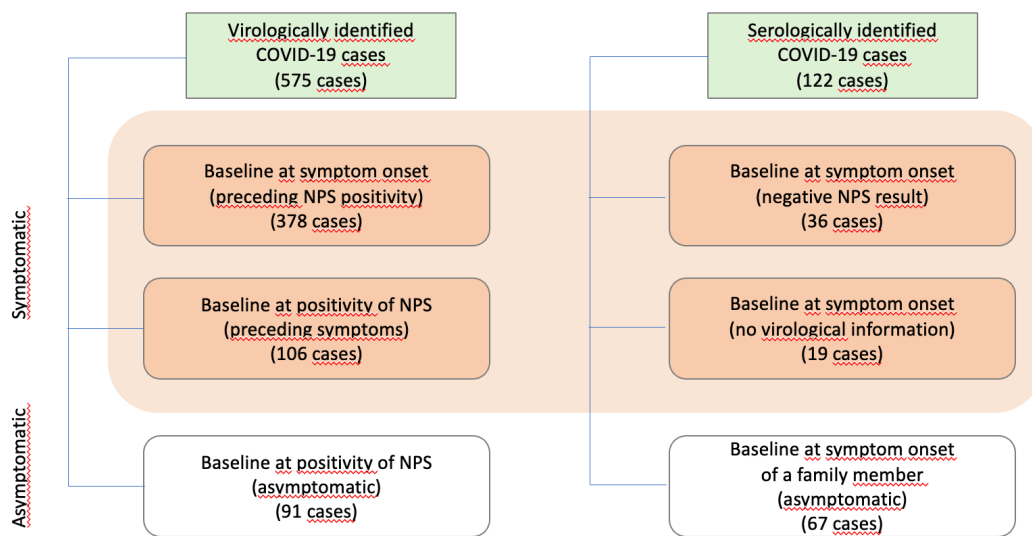 Virologically identified
COVID-19 cases
(575 cases)
Serologically identified
COVID-19 cases
(122 cases)
Symptomatic
Baseline at symptom onset
(preceding NPS positivity)
(378 cases)
Baseline at symptom onset
(negative NPS result)
(36 cases)
Baseline at positivity of NPS
(preceding symptoms)
(106 cases)
Baseline at symptom onset
(no virological information)
(19 cases)
Asymptomatic
Baseline at positivity of NPS
(asymptomatic)
(91 cases)
Baseline at symptom onset
of a family member
(asymptomatic)
(67 cases)